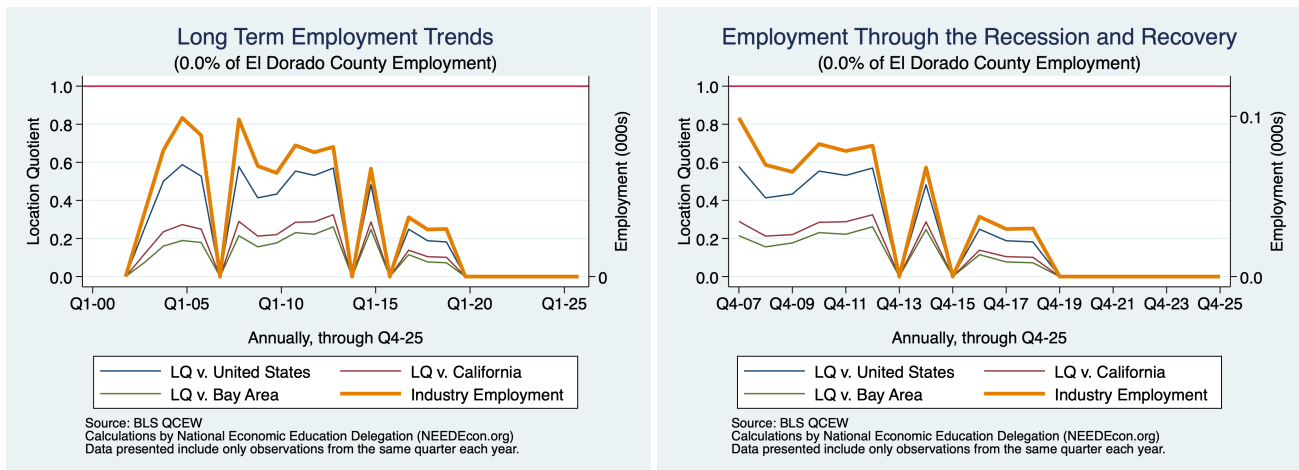 Long Term Employment Trends
(0.0% of El Dorado County Employment)
Location Quotient
1.0
0.8
0.6
0.4
0.2
0.0
Employment (000s)
0
Q1-00 Q1-05 Q1-10 Q1-15 Q1-20 Q1-25
Annually, through Q4-25
LQ v. United States LQ v. California
LQ v. Bay Area Industry Employment
Source: BLS QCEW
Calculations by National Economic Education Delegation (NEEDEcon.org)
Data presented include only observations from the same quarter each year.
Employment Through the Recession and Recovery
(0.0% of El Dorado County Employment)
Location Quotient
1.0
0.8
0.6
0.4
0.2
0.0
Employment (000s)
0.1
0.0
Q4-07 Q4-09 Q4-11 Q4-13 Q4-15 Q4-17 Q4-19 Q4-21 Q4-23 Q4-25
Annually, through Q4-25
LQ v. United States LQ v. California
LQ v. Bay Area Industry Employment
Source: BLS QCEW
Calculations by National Economic Education Delegation (NEEDEcon.org)
Data presented include only observations from the same quarter each year.